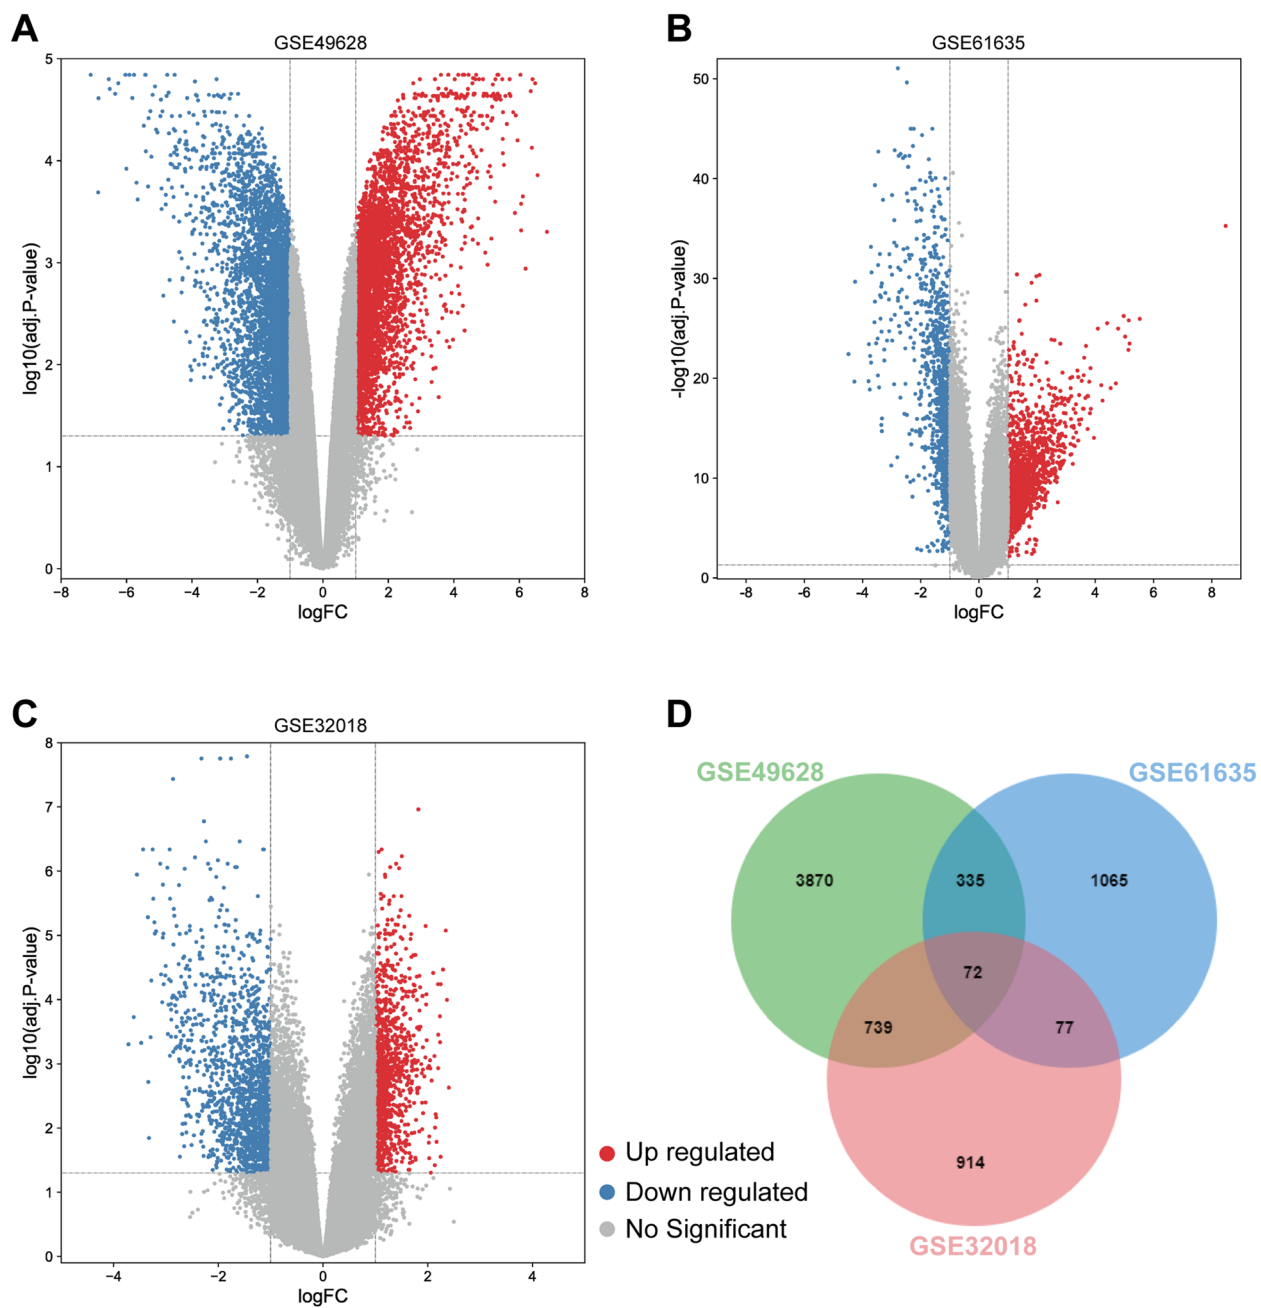 A
GSE49628
5
4
3
2
1
0
log10(adj.P-value)
−8 −6 −4 −2 0 2 4 6 8
logFC
B
GSE61635
50
40
30
20
10
0
-log10(adj.P-value)
-8 -6 -4 -2 0 2 4 6 8
logFC
C
GSE32018
8
7
6
5
4
3
2
1
0
log10(adj.P-value)
−4 −2 0 2 4
logFC
Up regulated
Down regulated
No Significant
D
GSE49628
GSE61635
3870
335
1065
72
739
77
914
GSE32018